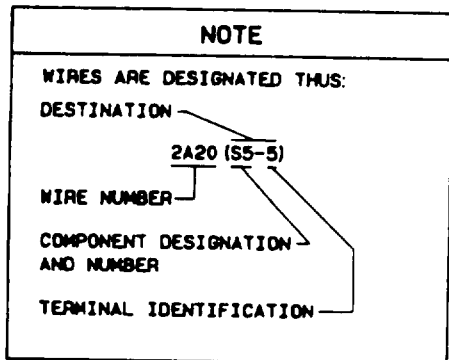 NOTE
WIRES ARE DESIGNATED THUS:
DESTINATION
2A20 (S5-5)
WIRE NUMBER
COMPONENT DESIGNATION
AND NUMBER
TERMINAL IDENTIFICATION